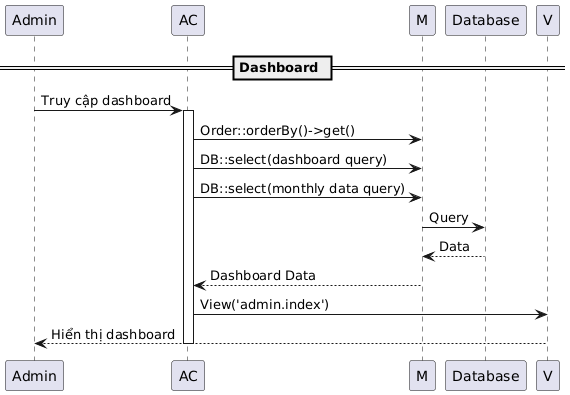 Admin AC M Database V
Dashboard
Truy cập dashboard
Order::orderBy()->get()
DB::select(dashboard query)
DB::select(monthly data query)
Query
Data
Dashboard Data
View('admin.index')
Hiển thị dashboard
Admin AC M Database V